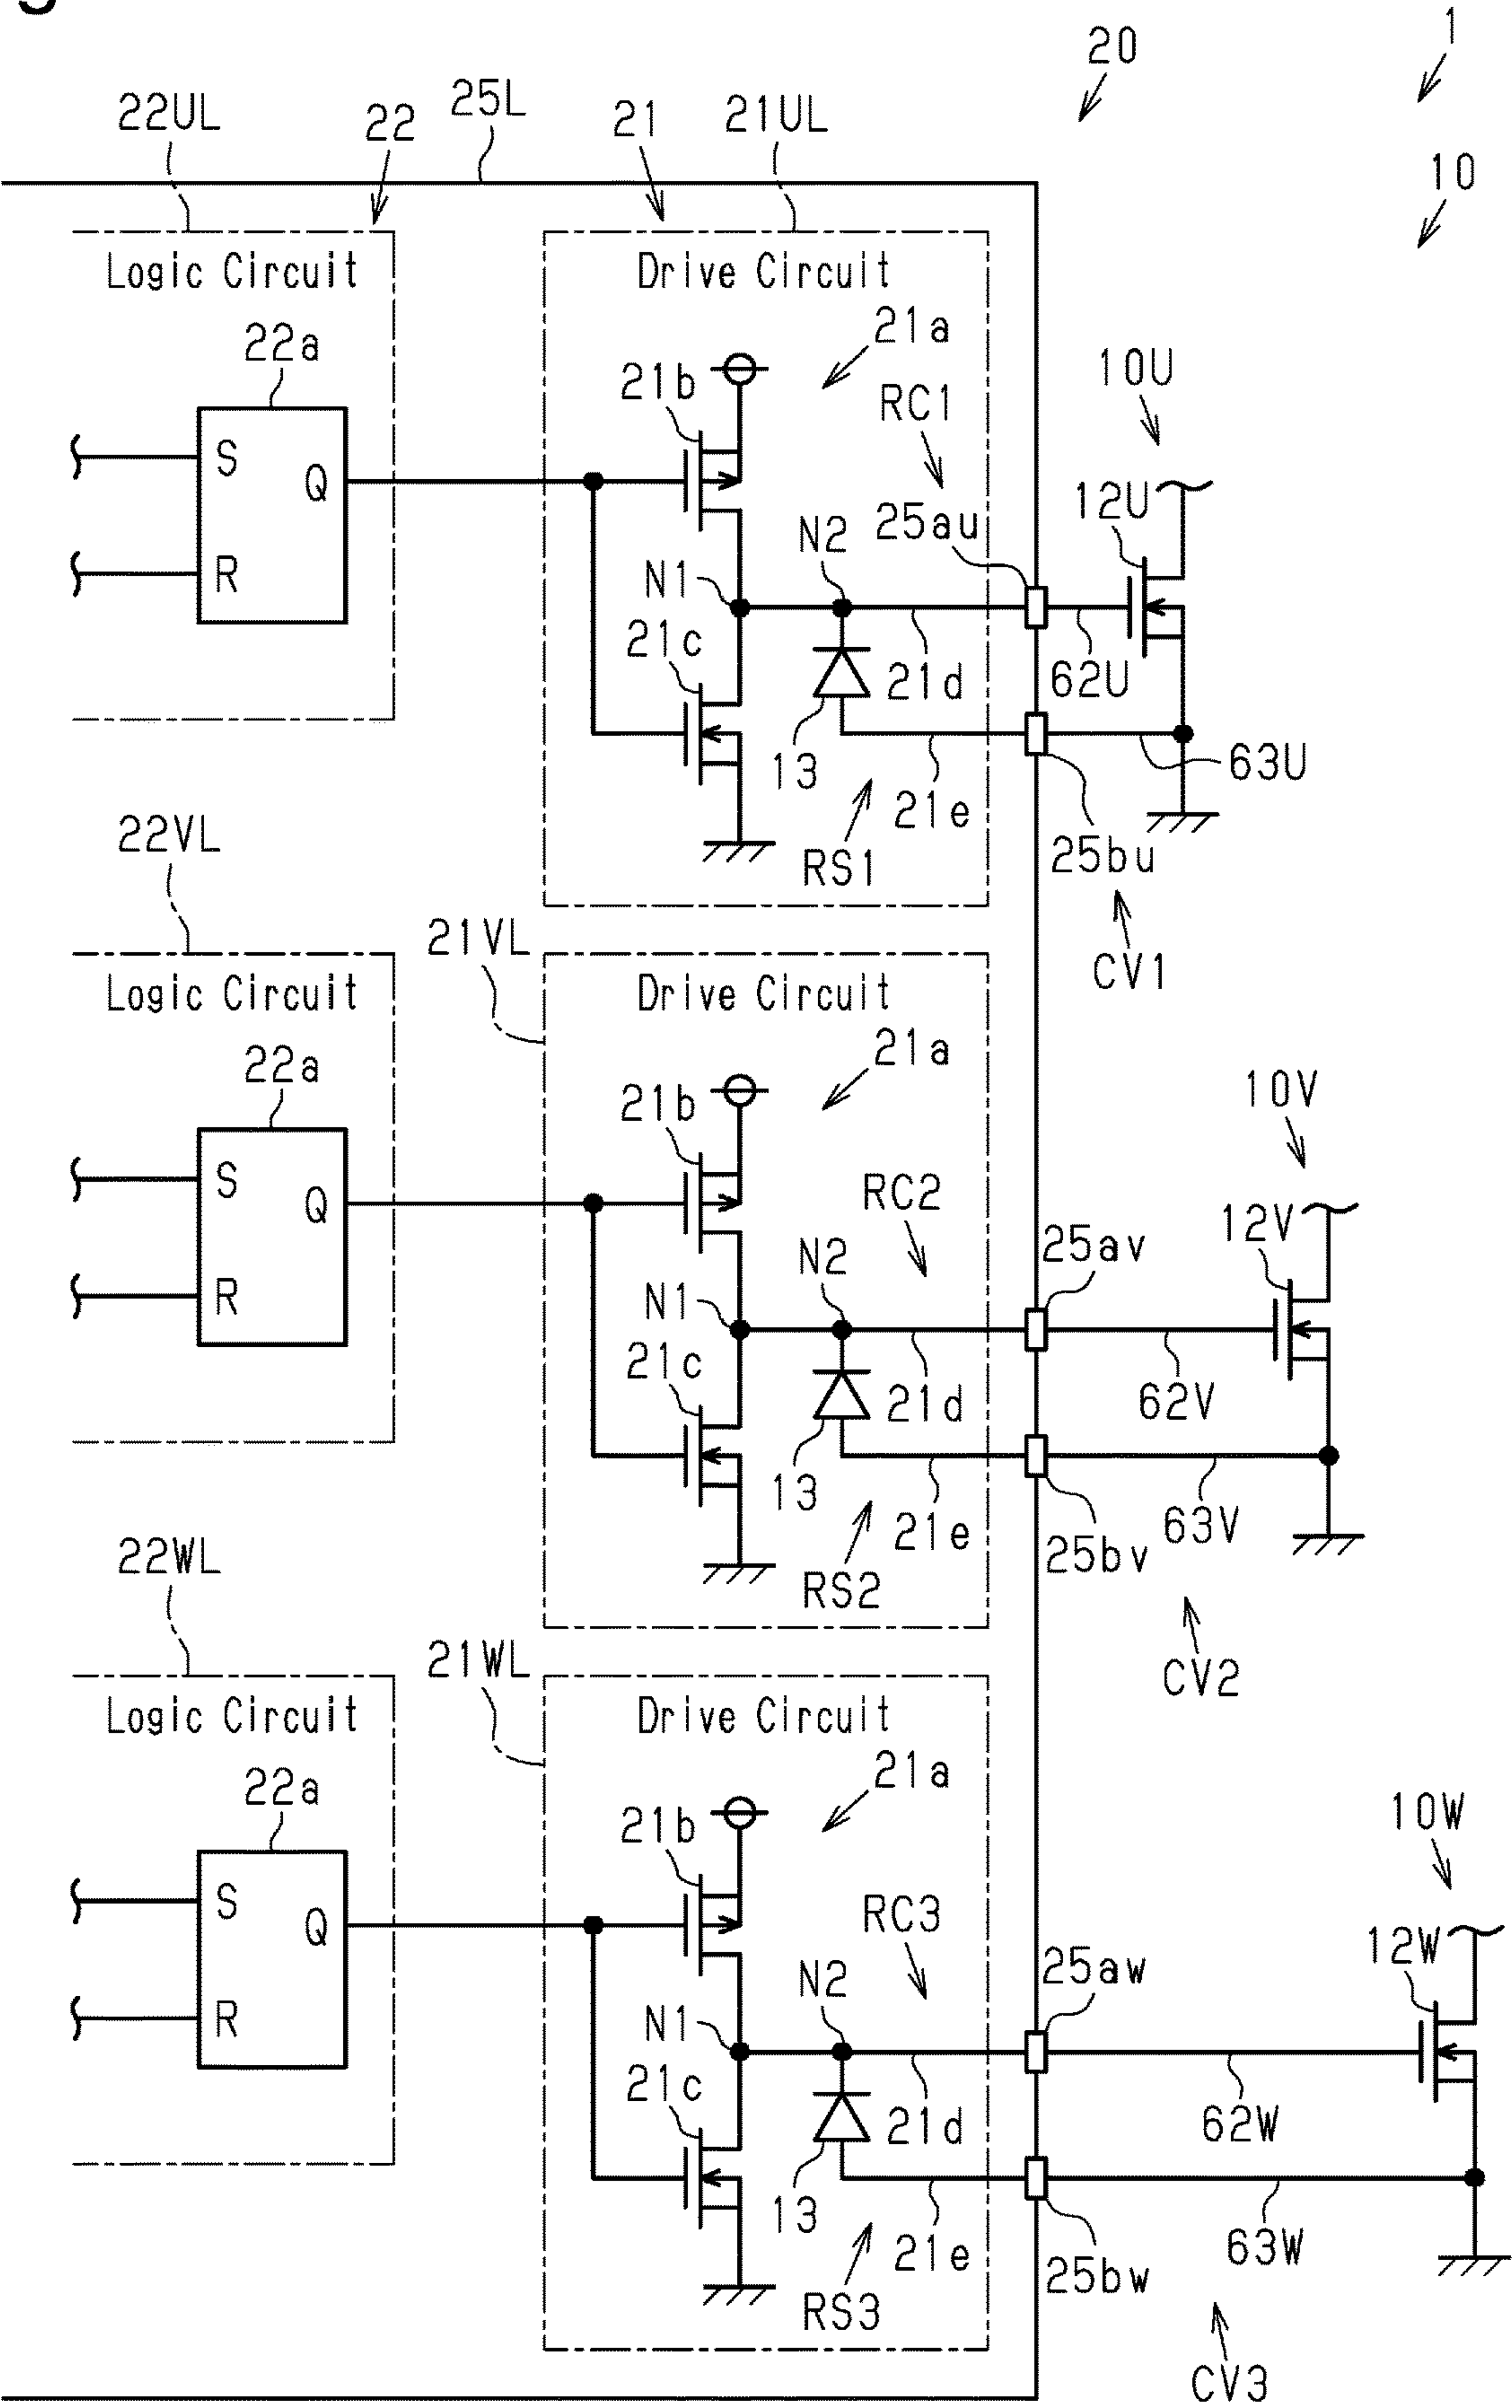 20
1
22UL
22
25L
21
21UL
10
Logic Circuit
Drive Circuit
22a
21a
21b
RC1
10U
S
Q
R
N2
25au
12U
N1
21c
21d
62U
13
21e
63U
RS1
25bu
CV1
22VL
21VL
Logic Circuit
Drive Circuit
22a
21a
21b
10V
S
Q
R
RC2
N2
25av
12V
N1
21c
21d
62V
13
21e
63V
RS2
25bv
CV2
22WL
21WL
Logic Circuit
Drive Circuit
22a
21a
21b
10W
S
Q
R
RC3
N2
25aw
12W
N1
21c
21d
62W
13
21e
63W
RS3
25bw
CV3